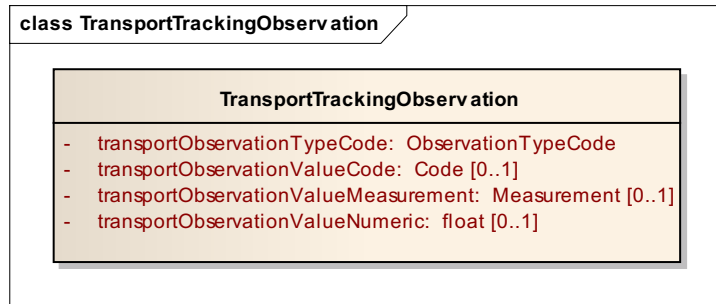 class TransportTrackingObservation
TransportTrackingObservation
- transportObservationTypeCode: ObservationTypeCode
- transportObservationValueCode: Code [0..1]
- transportObservationValueMeasurement: Measurement [0..1]
- transportObservationValueNumeric: float [0..1]